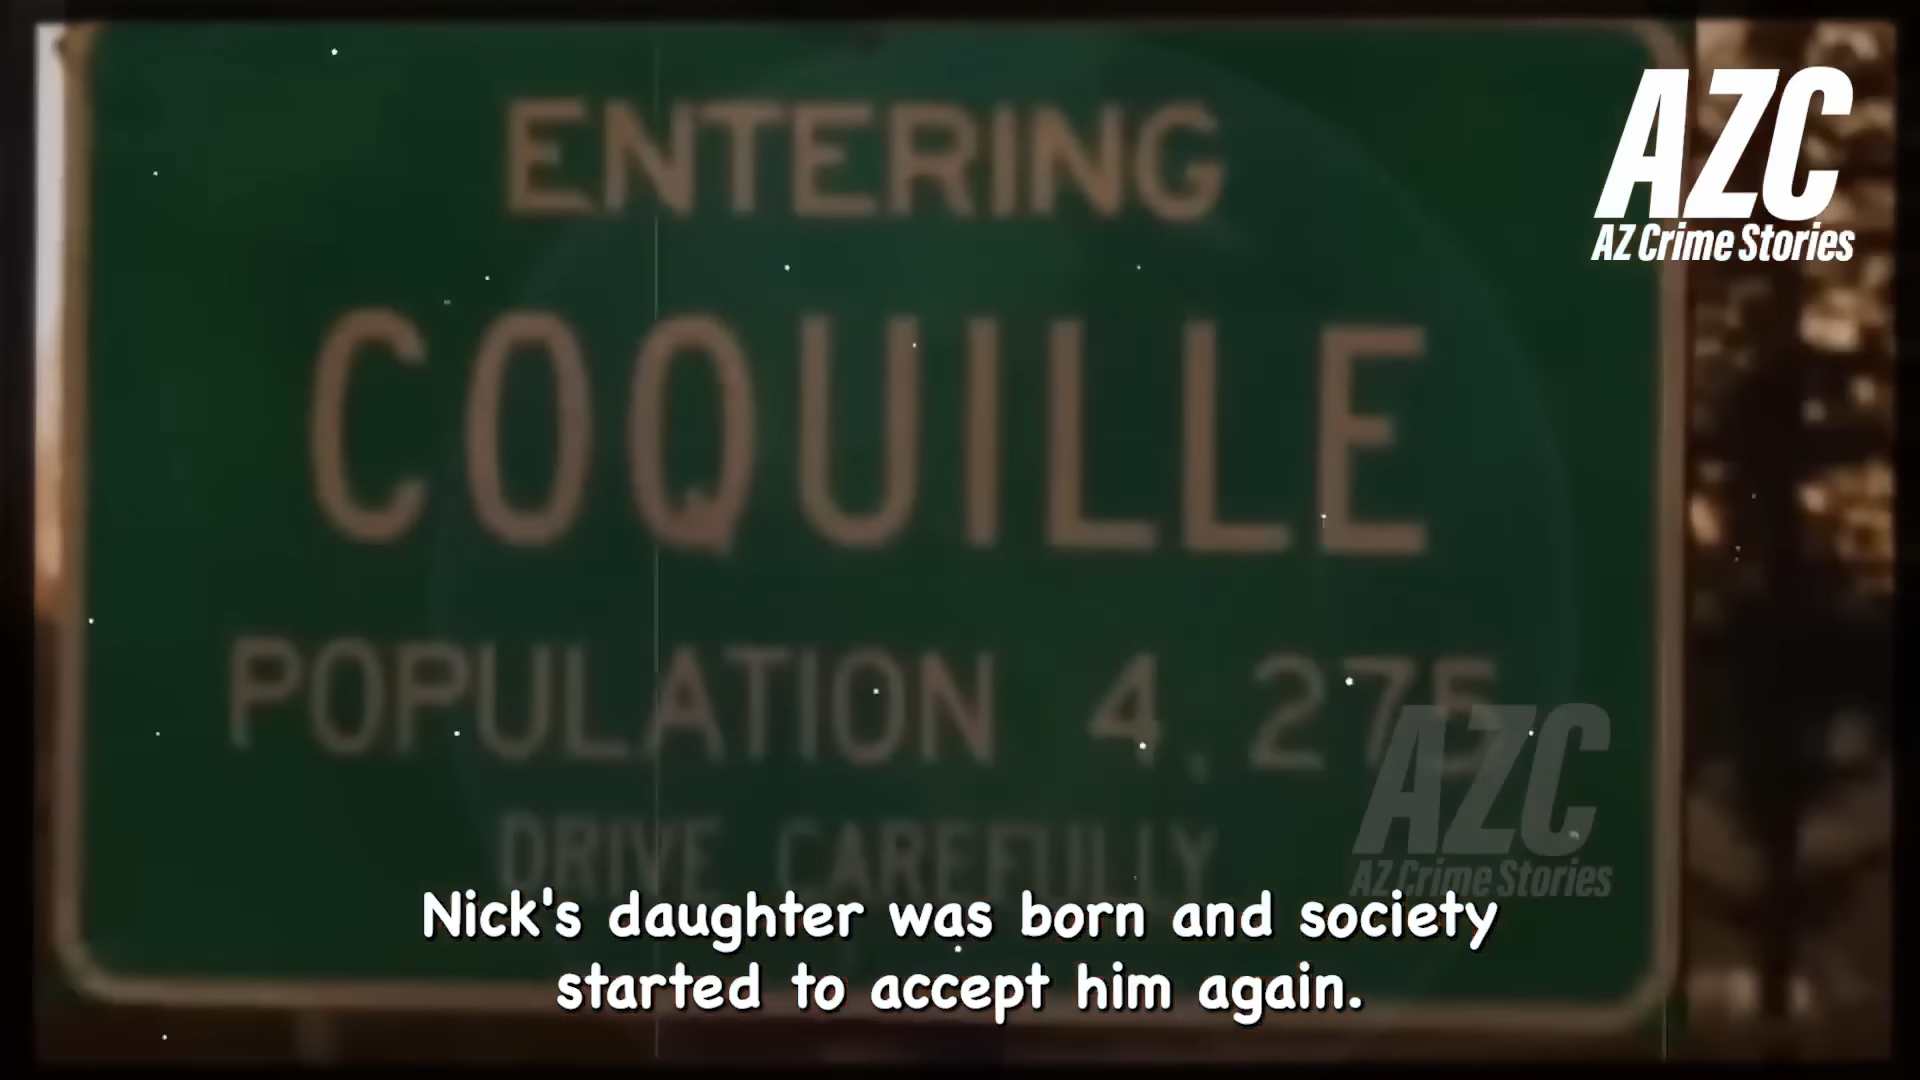 ENTERING
COQUILLE
POPULATION 4,275
DRIVE CAREFULLY
AZC
AZ Crime Stories
AZC
AZ Crime Stories
Nick's daughter was born and society
started to accept him again.